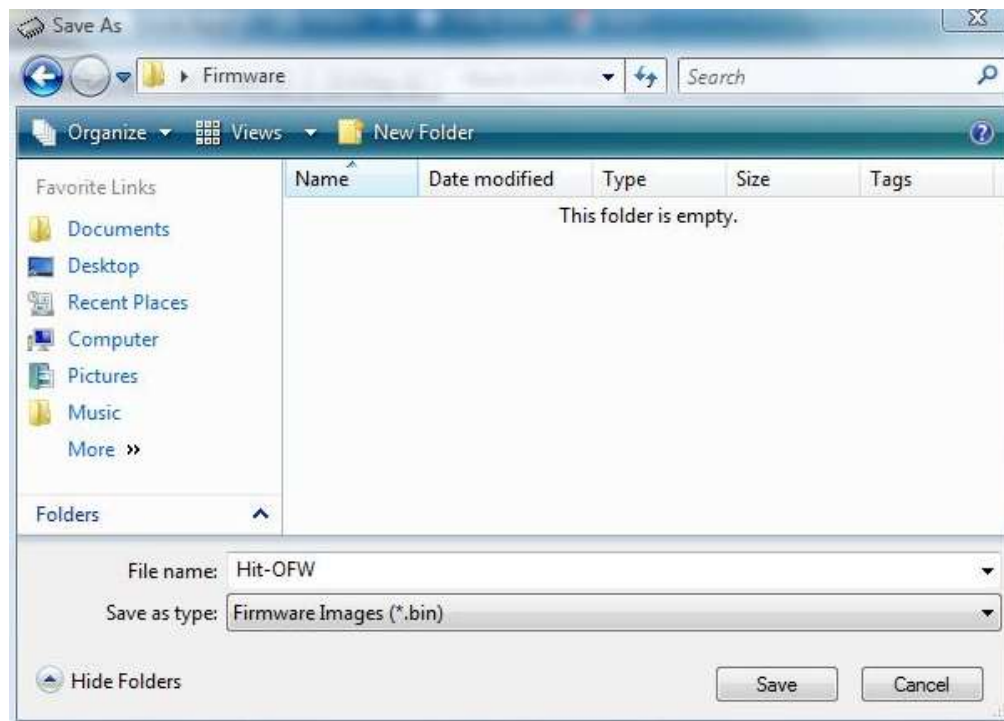 Save As
Firmware
Search
Organize Views New Folder
Favorite Links
Documents
Desktop
Recent Places
Computer
Pictures
Music
More »
Folders
Name Date modified Type Size Tags
This folder is empty.
File name: Hit-OFW
Save as type: Firmware Images (*.bin)
Hide Folders
Save Cancel